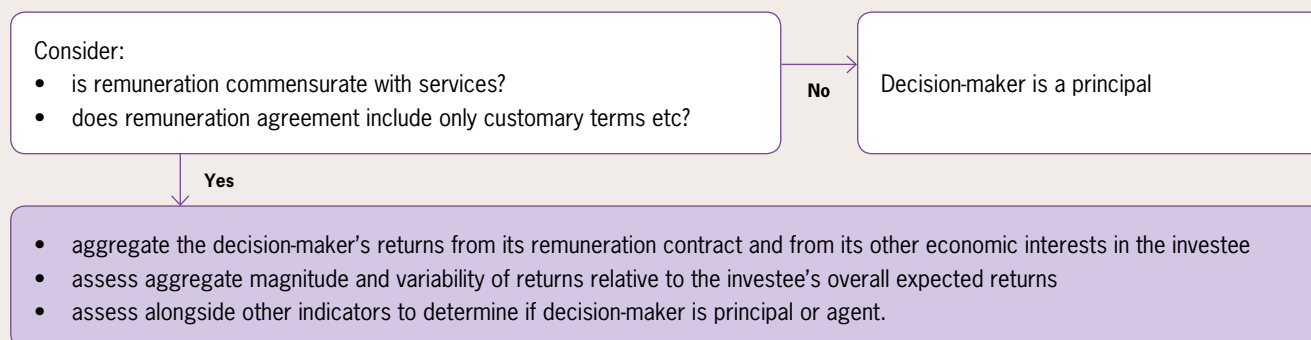 Consider:
• is remuneration commensurate with services?
• does remuneration agreement include only customary terms etc?
No
Decision-maker is a principal
Yes
• aggregate the decision-maker's returns from its remuneration contract and from its other economic interests in the investee
• assess aggregate magnitude and variability of returns relative to the investee's overall expected returns
• assess alongside other indicators to determine if decision-maker is principal or agent.